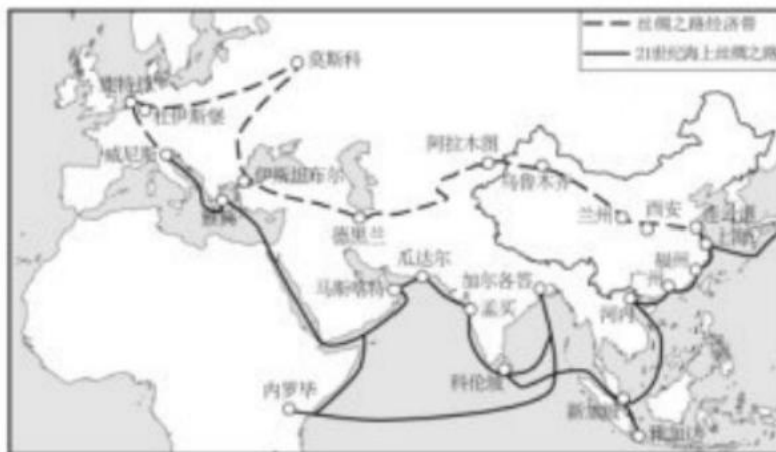 丝绸之路经济带
21世纪海上丝绸之路
莫斯科
鹿特丹
杜伊斯堡
威尼斯
伊斯坦布尔
雅典
德里兰
阿拉木图
乌鲁木齐
兰州
西安
连云港
上海
福州
广州
河内
瓜达尔
马斯喀特
加尔各答
孟买
科伦坡
内罗毕
新加坡
雅加达